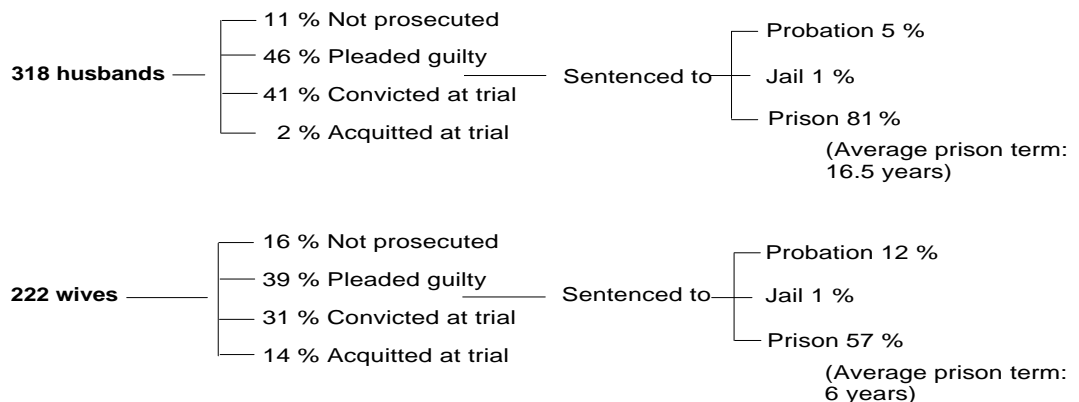 318 husbands
11 % Not prosecuted
46 % Pleaded guilty
41 % Convicted at trial
2 % Acquitted at trial
Sentenced to
Probation 5 %
Jail 1 %
Prison 81 %
(Average prison term:
16.5 years)
222 wives
16 % Not prosecuted
39 % Pleaded guilty
31 % Convicted at trial
14 % Acquitted at trial
Sentenced to
Probation 12 %
Jail 1 %
Prison 57 %
(Average prison term:
6 years)